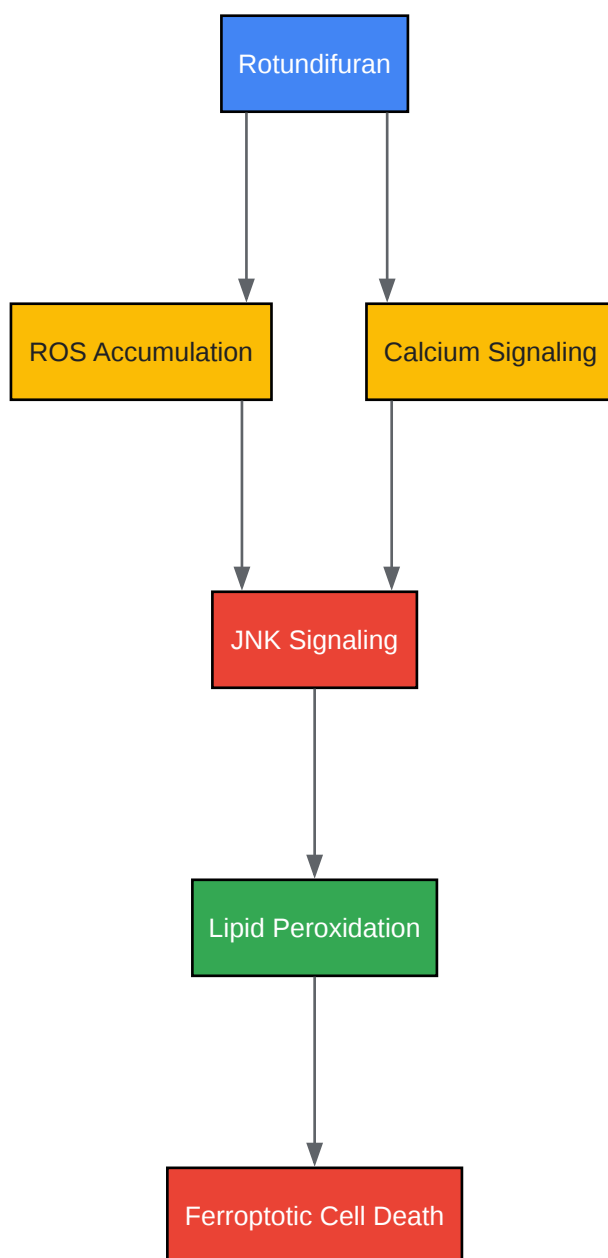 Rotundifuran
ROS Accumulation
Calcium Signaling
JNK Signaling
Lipid Peroxidation
Ferroptotic Cell Death